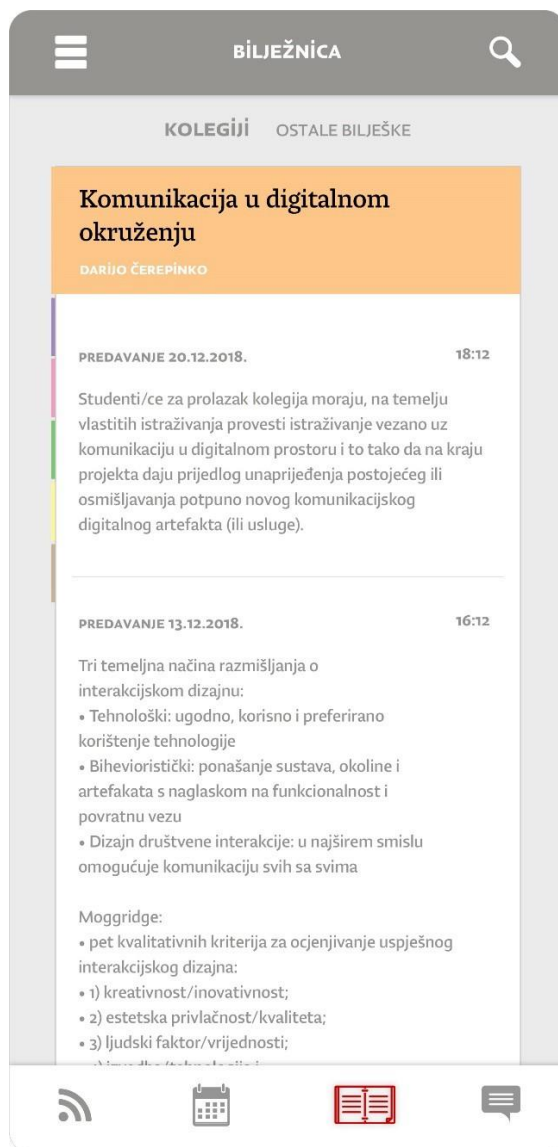 BILJEŽNICA
KOLEGIJI OSTALE BILJEŠKE
Komunikacija u digitalnom
okruženju
DARIJO ČEREPINKO
PREDAVANJE 20.12.2018. 18:12
Studenti/ce za prolazak kolegija moraju, na temelju
vlastitih istraživanja provesti istraživanje vezano uz
komunikaciju u digitalnom prostoru i to tako da na kraju
projekta daju prijedlog unaprijeđenja postojećeg ili
osmišljavanja potpuno novog komunikacijskog
digitalnog artefakta (ili usluge).
PREDAVANJE 13.12.2018. 16:12
Tri temeljna načina razmišljanja o
interakcijskom dizajnu:
• Tehnološki: ugodno, korisno i preferirano
korištenje tehnologije
• Bihevioristički: ponašanje sustava, okoline i
artefakata s naglaskom na funkcionalnost i
povratnu vezu
• Dizajn društvene interakcije: u najširem smislu
omogućuje komunikaciju svih sa svima
Moggridge:
• pet kvalitativnih kriterija za ocjenjivanje uspješnog
interakcijskog dizajna:
• 1) kreativnost/inovativnost;
• 2) estetska privlačnost/kvaliteta;
• 3) ljudski faktor/vrijednosti;